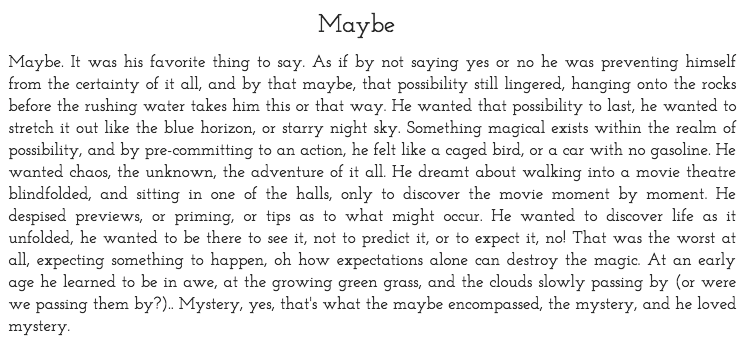 Maybe
Maybe. It was his favorite thing to say. As if by not saying yes or no he was preventing himself
from the certainty of it all, and by that maybe, that possibility still lingered, hanging onto the rocks
before the rushing water takes him this or that way. He wanted that possibility to last, he wanted to
stretch it out like the blue horizon, or starry night sky. Something magical exists within the realm of
possibility, and by pre-committing to an action, he felt like a caged bird, or a car with no gasoline. He
wanted chaos, the unknown, the adventure of it all. He dreamt about walking into a movie theatre
blindfolded, and sitting in one of the halls, only to discover the movie moment by moment. He
despised previews, or priming, or tips as to what might occur. He wanted to discover life as it
unfolded, he wanted to be there to see it, not to predict it, or to expect it, no! That was the worst at
all, expecting something to happen, oh how expectations alone can destroy the magic. At an early
age he learned to be in awe, at the growing green grass, and the clouds slowly passing by (or were
we passing them by?).. Mystery, yes, that's what the maybe encompassed, the mystery, and he loved
mystery.